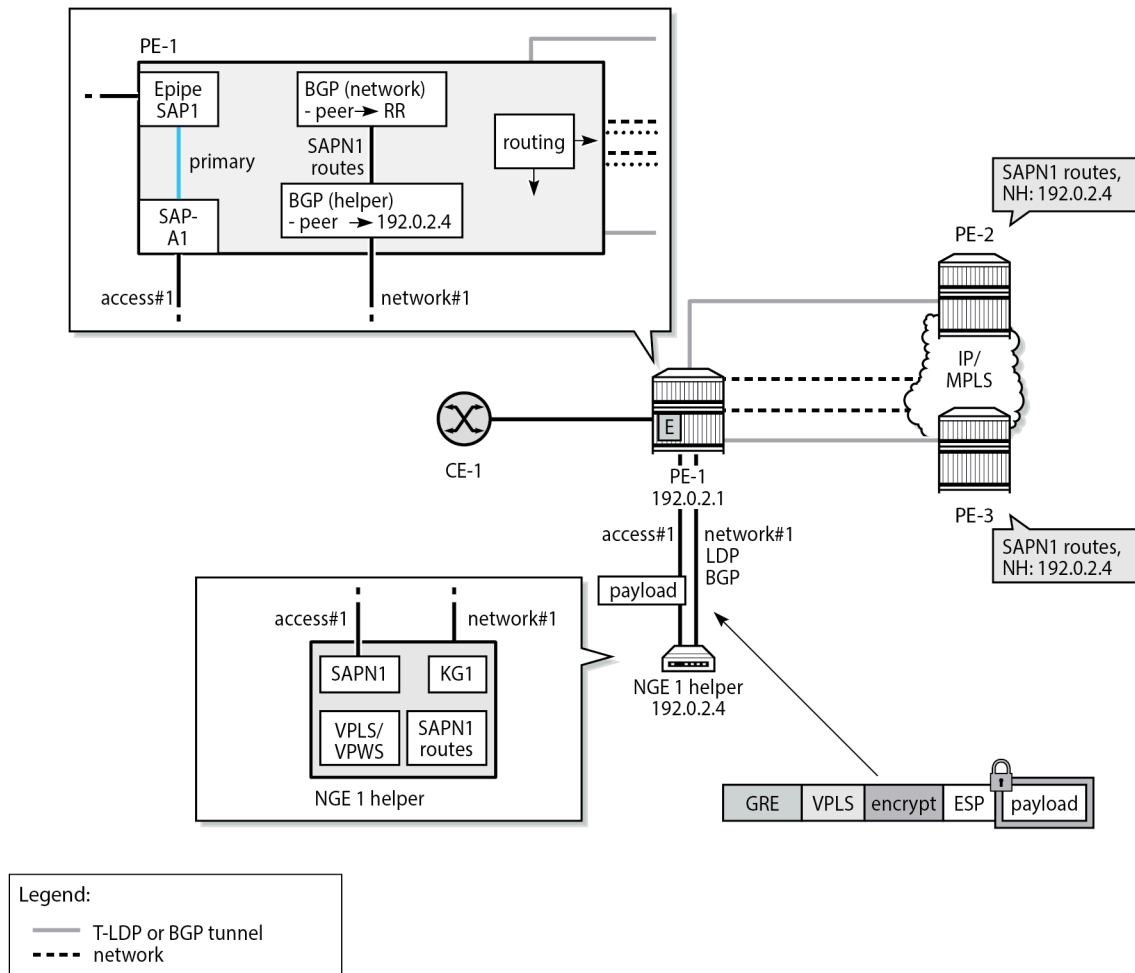 PE-1
Epipe
SAP1
BGP (network)
- peer→ RR
routing
primary
SAPN1
routes
SAP-
A1
BGP (helper)
- peer → 192.0.2.4
access#1
network#1
SAPN1 routes,
NH: 192.0.2.4
PE-2
IP/
MPLS
E
CE-1
PE-1
192.0.2.1
PE-3
SAPN1 routes,
NH: 192.0.2.4
access#1
network#1
LDP
BGP
payload
access#1
network#1
SAPN1
KG1
VPLS/
VPWS
SAPN1
routes
NGE 1 helper
NGE 1 helper
192.0.2.4
GRE
VPLS
encrypt
ESP
payload
Legend:
T-LDP or BGP tunnel
network